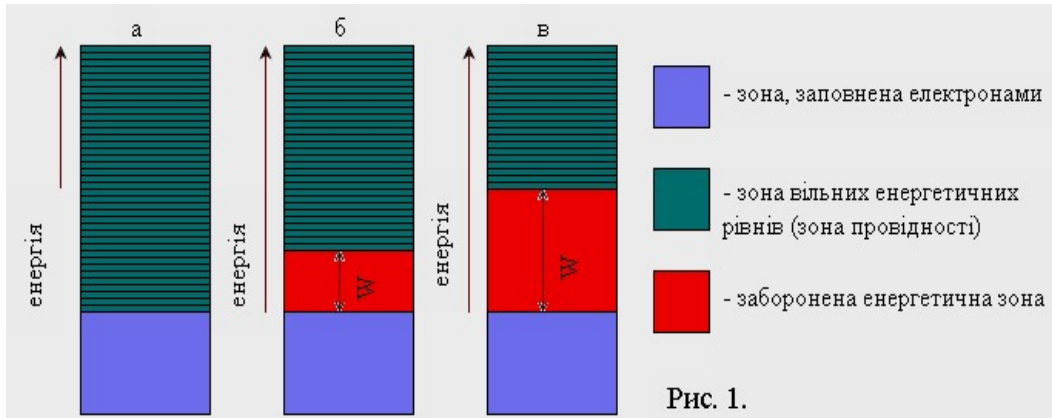 а
б
в
енергія
енергія
енергія
W
W
- зона, заповнена електронами
- зона вільних енергетичних
рівнів (зона провідності)
- заборонена енергетична зона
Рис. 1.